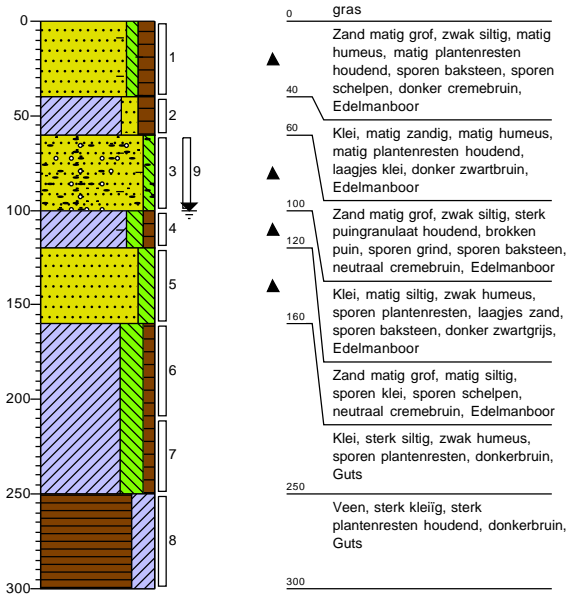 0
50
100
150
200
250
300
1
2
3
9
4
5
6
7
8
0
gras
Zand matig grof, zwak siltig, matig
humeus, matig plantenresten
houdend, sporen baksteen, sporen
schelpen, donker cremebruin,
Edelmanboor
40
Klei, matig zandig, matig humeus,
matig plantenresten houdend,
laagjes klei, donker zwartbruin,
Edelmanboor
60
Zand matig grof, zwak siltig, sterk
puingranulaat houdend, brokken
puin, sporen grind, sporen baksteen,
neutraal cremebruin, Edelmanboor
100
Klei, matig siltig, zwak humeus,
sporen plantenresten, laagjes zand,
sporen baksteen, donker zwartgrijs,
Edelmanboor
120
Zand matig grof, matig siltig,
sporen klei, sporen schelpen,
neutraal cremebruin, Edelmanboor
160
Klei, sterk siltig, zwak humeus,
sporen plantenresten, donkerbruin,
Guts
250
Veen, sterk kleiïg, sterk
plantenresten houdend, donkerbruin,
Guts
300